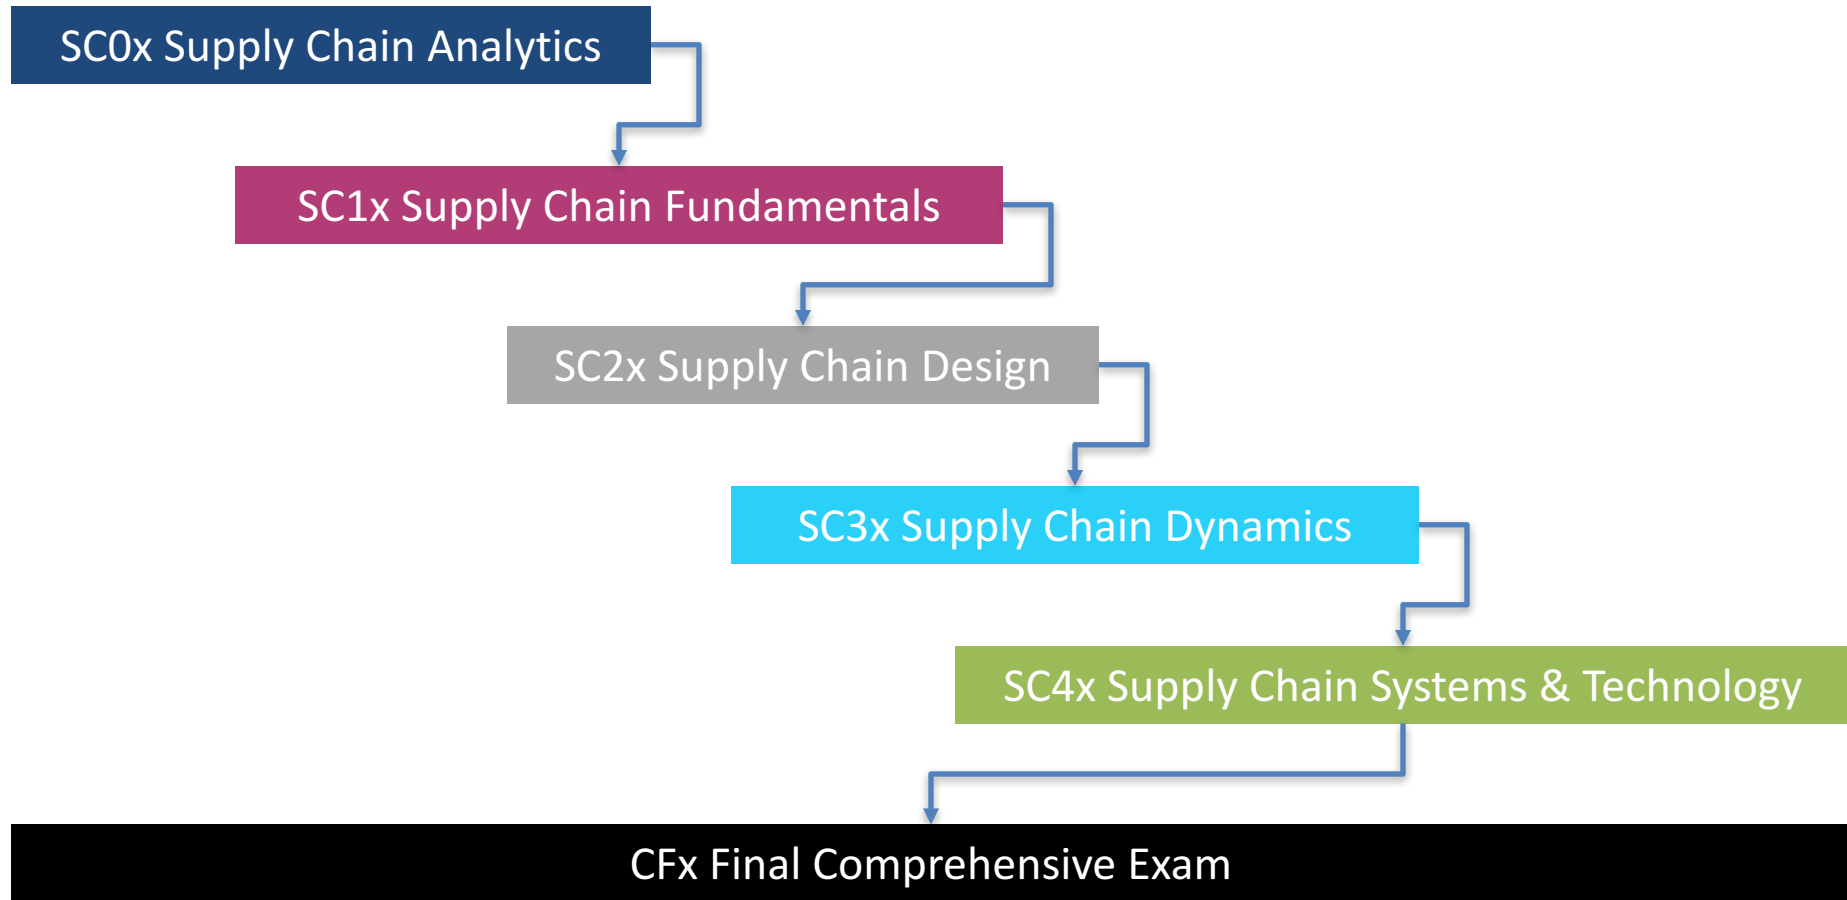 SC0x Supply Chain Analytics
SC1x Supply Chain Fundamentals
SC2x Supply Chain Design
SC3x Supply Chain Dynamics
SC4x Supply Chain Systems & Technology
CFx Final Comprehensive Exam